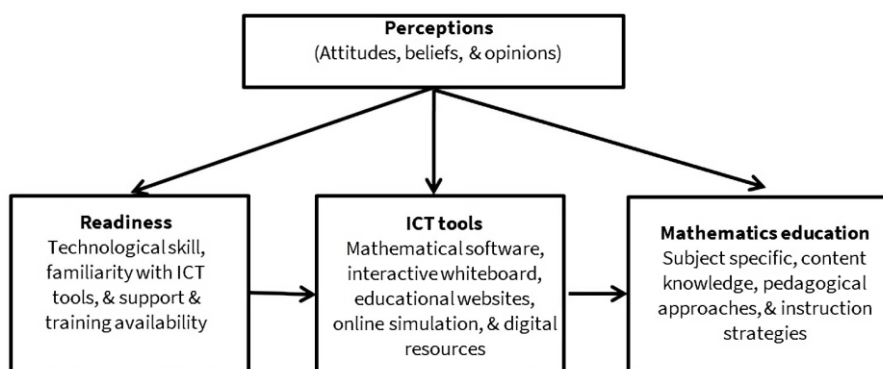 Perceptions
(Attitudes, beliefs, & opinions)
Readiness
Technological skill,
familiarity with ICT
tools, & support &
training availability
ICT tools
Mathematical software,
interactive whiteboard,
educational websites,
online simulation, & digital
resources
Mathematics education
Subject specific, content
knowledge, pedagogical
approaches, & instruction
strategies